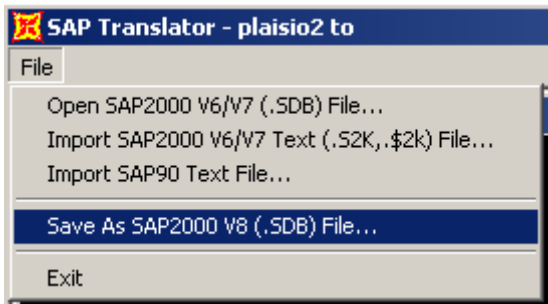 SAP Translator - plaisio2 to
File
Open SAP2000 V6/V7 (.SDB) File...
Import SAP2000 V6/V7 Text (.S2K,.$2k) File...
Import SAP90 Text File...
Save As SAP2000 V8 (.SDB) File...
Exit